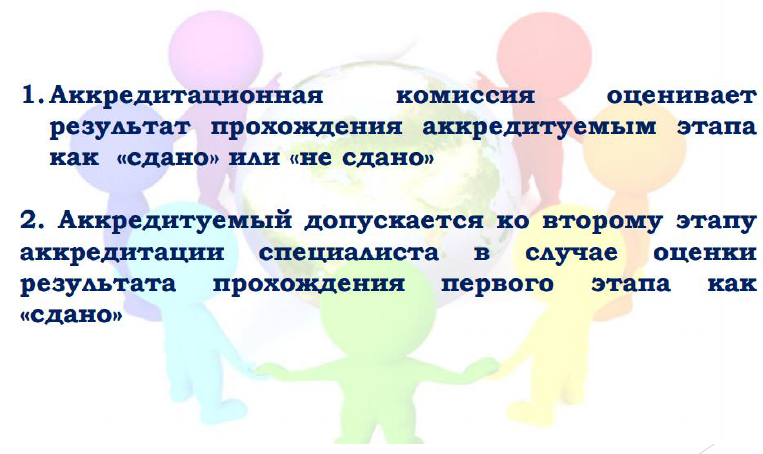 1. Аккредитационная комиссия оценивает
результат прохождения аккредитуемым этапа
как «сдано» или «не сдано»
2. Аккредитуемый допускается ко второму этапу
аккредитации специалиста в случае оценки
результата прохождения первого этапа как
«сдано»